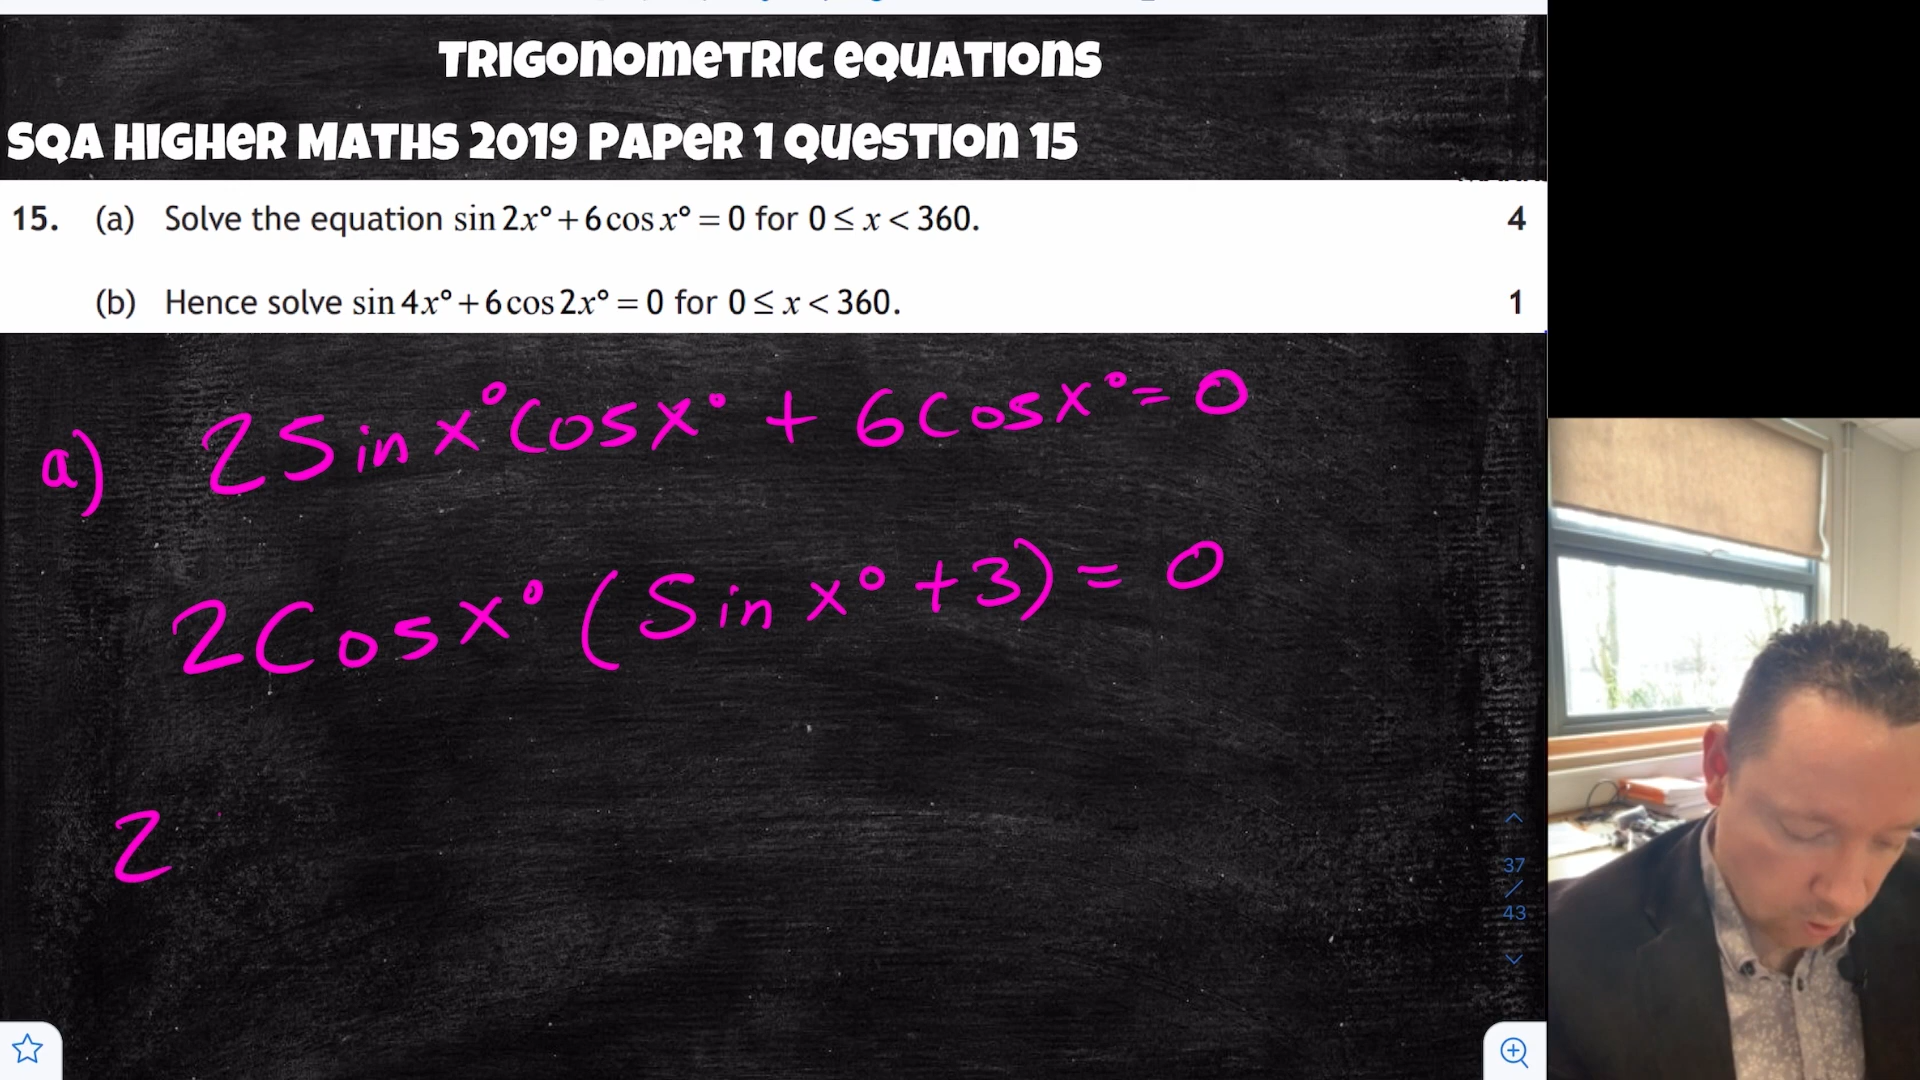 TRIGONOMETRIC EQUATIONS
SQA HIGHER MATHS 2019 PAPER 1 QUESTION 15
15. (a) Solve the equation sin 2x° + 6 cos x° = 0 for 0 ≤ x < 360. 4
(b) Hence solve sin 4x° + 6 cos 2x° = 0 for 0 ≤ x < 360. 1
a) 2 Sin x° Cos x° + 6 Cos x° = 0
2 Cos x° (Sin x° + 3) = 0
2
37
/
43